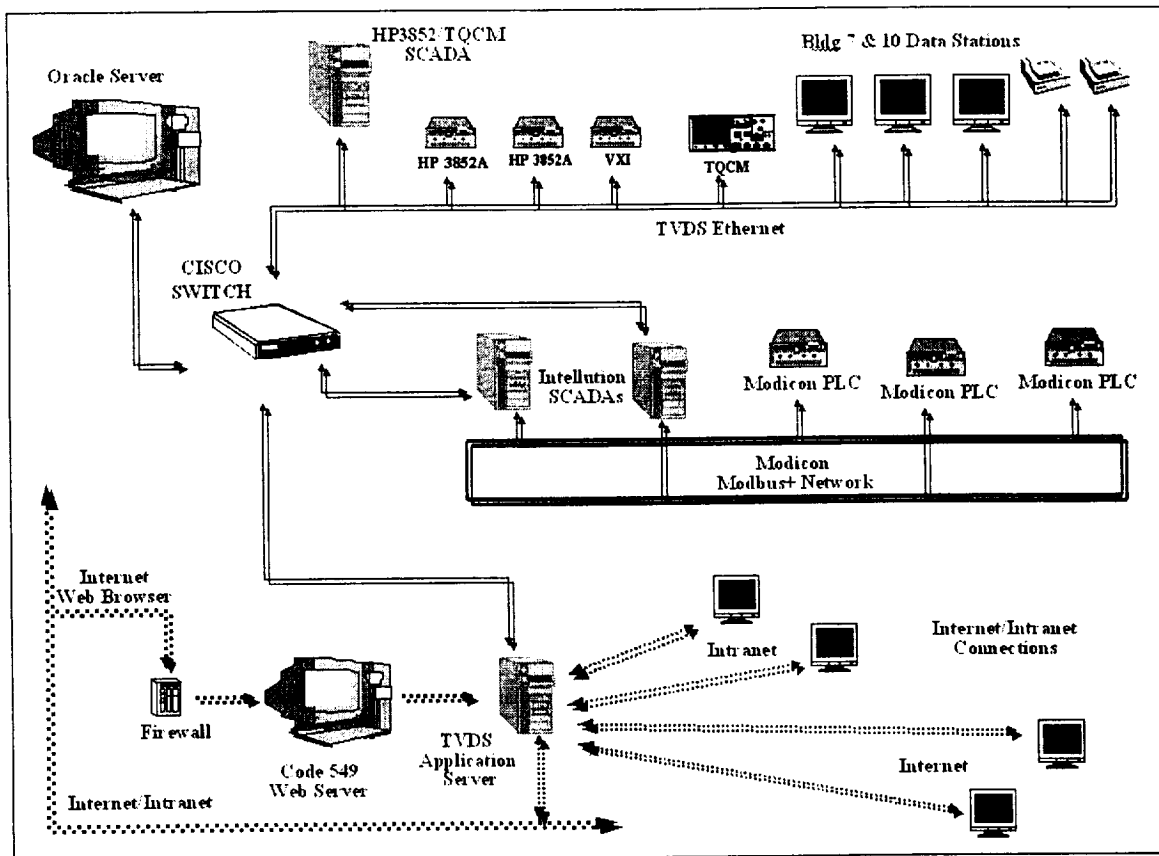 HP3852/TQCM
SCADA
Bldg 7 & 10 Data Stations
Oracle Server
HP 3852A
HP 3852A
VXI
TQCM
TVDS Ethernet
CISCO
SWITCH
Intellution
SCADAs
Modicon PLC
Modicon PLC
Modicon PLC
Modicon
Modbus+ Network
Internet
Web Browser
Intranet
Internet/Intranet
Connections
Firewall
Code 549
Web Server
TVDS
Application
Server
Internet
Internet/Intranet